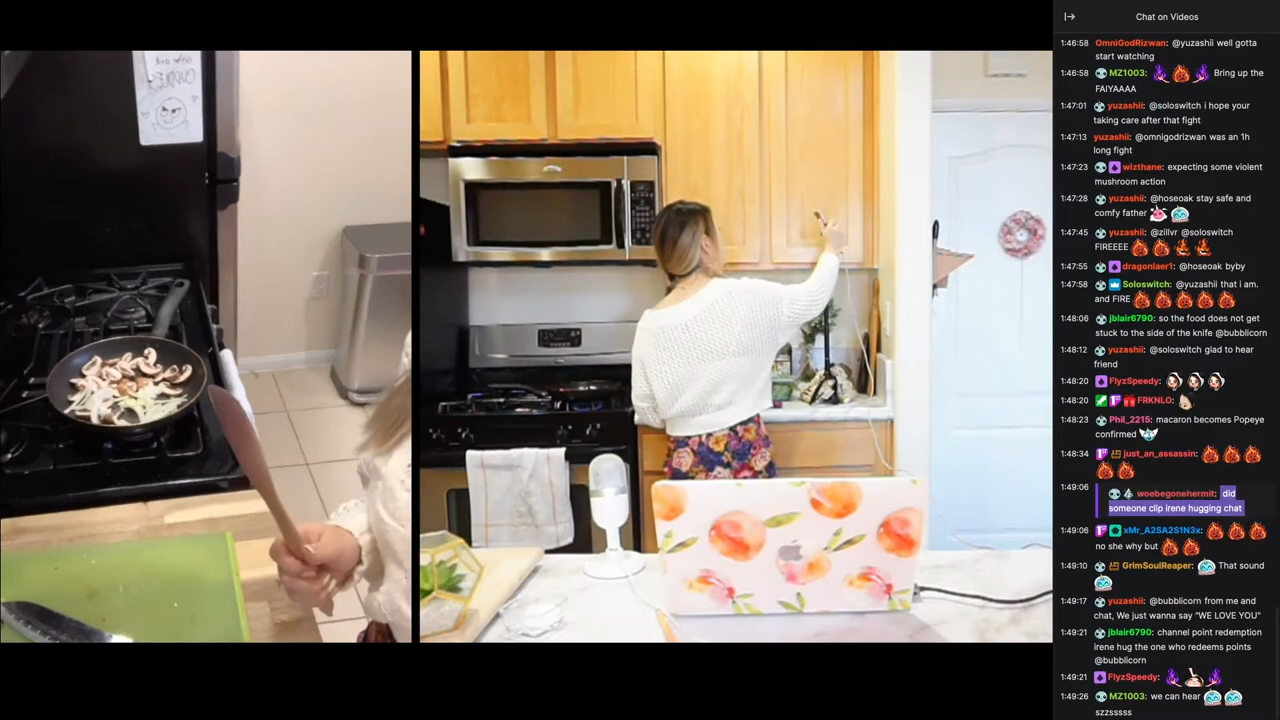 CUDDLES!
Chat on Videos
1:46:58 OmniGodRizwan: @yuzashii well gotta
start watching
1:46:58 MZ1003: Bring up the
FAIYAAAA
1:47:01 yuzashii: @soloswitch i hope your
taking care after that fight
1:47:13 yuzashii: @omnigodrizwan was an 1h
long fight
1:47:23 wizthane: expecting some violent
mushroom action
1:47:28 yuzashii: @hoseoak stay safe and
comfy father
1:47:45 yuzashii: @zillvr @soloswitch
FIREEEE
1:47:55 dragonlaer1: @hoseoak byby
1:47:58 Soloswitch: @yuzashii that i am.
and FIRE
1:48:06 jblair6790: so the food does not get
stuck to the side of the knife @bubblicorn
1:48:12 yuzashii: @soloswitch glad to hear
friend
1:48:20 FlyzSpeedy:
1:48:20 FRKNLO:
1:48:23 Phil_2215: macaron becomes Popeye
confirmed
1:48:34 just_an_assassin:
1:49:06 woebegonehermit: did
someone clip irene hugging chat
1:49:06 xMr_A2SA2S1N3x:
no she why but
1:49:10 GrimSoulReaper: That sound
1:49:17 yuzashii: @bubblicorn from me and
chat, We just wanna say "WE LOVE YOU"
1:49:21 jblair6790: channel point redemption
irene hug the one who redeems points
@bubblicorn
1:49:21 FlyzSpeedy:
1:49:26 MZ1003: we can hear
szzsssss